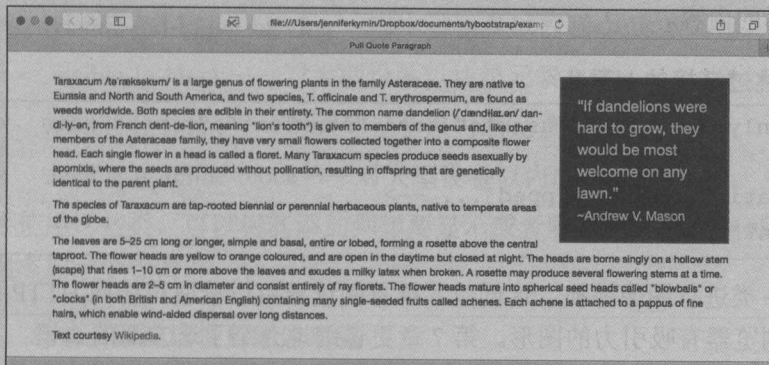 file:///Users/jenniferkyrnin/Dropbox/documents/tybootstrap/examp
Pull Quote Paragraph
Taraxacum /təˈræksəkʊm/ is a large genus of flowering plants in the family Asteraceae. They are native to
Eurasia and North and South America, and two species, T. officinale and T. erythrospermum, are found as
weeds worldwide. Both species are edible in their entirety. The common name dandelion (/ˈdændɪlaɪ.ən/ dan-
di-ly-ən, from French dent-de-lion, meaning "lion's tooth") is given to members of the genus and, like other
members of the Asteraceae family, they have very small flowers collected together into a composite flower
head. Each single flower in a head is called a floret. Many Taraxacum species produce seeds asexually by
apomixis, where the seeds are produced without pollination, resulting in offspring that are genetically
identical to the parent plant.
"If dandelions were
hard to grow, they
would be most
welcome on any
lawn."
~Andrew V. Mason
The species of Taraxacum are tap-rooted biennial or perennial herbaceous plants, native to temperate areas
of the globe.
The leaves are 5–25 cm long or longer, simple and basal, entire or lobed, forming a rosette above the central
taproot. The flower heads are yellow to orange coloured, and are open in the daytime but closed at night. The heads are borne singly on a hollow stem
(scape) that rises 1–10 cm or more above the leaves and exudes a milky latex when broken. A rosette may produce several flowering stems at a time.
The flower heads are 2–5 cm in diameter and consist entirely of ray florets. The flower heads mature into spherical seed heads called "blowballs" or
"clocks" (in both British and American English) containing many single-seeded fruits called achenes. Each achene is attached to a pappus of fine
hairs, which enable wind-aided dispersal over long distances.
Text courtesy Wikipedia.